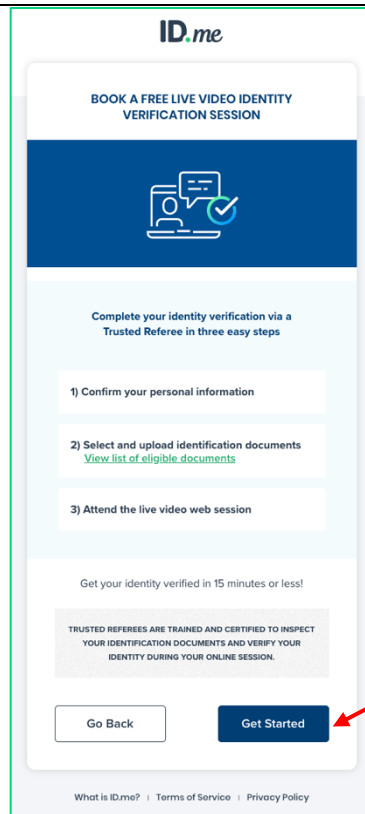 ID.me
BOOK A FREE LIVE VIDEO IDENTITY
VERIFICATION SESSION
Complete your identity verification via a
Trusted Referee in three easy steps
1) Confirm your personal information
2) Select and upload identification documents
View list of eligible documents
3) Attend the live video web session
Get your identity verified in 15 minutes or less!
TRUSTED REFEREES ARE TRAINED AND CERTIFIED TO INSPECT
YOUR IDENTIFICATION DOCUMENTS AND VERIFY YOUR
IDENTITY DURING YOUR ONLINE SESSION.
Go Back
Get Started
What is ID.me? | Terms of Service | Privacy Policy